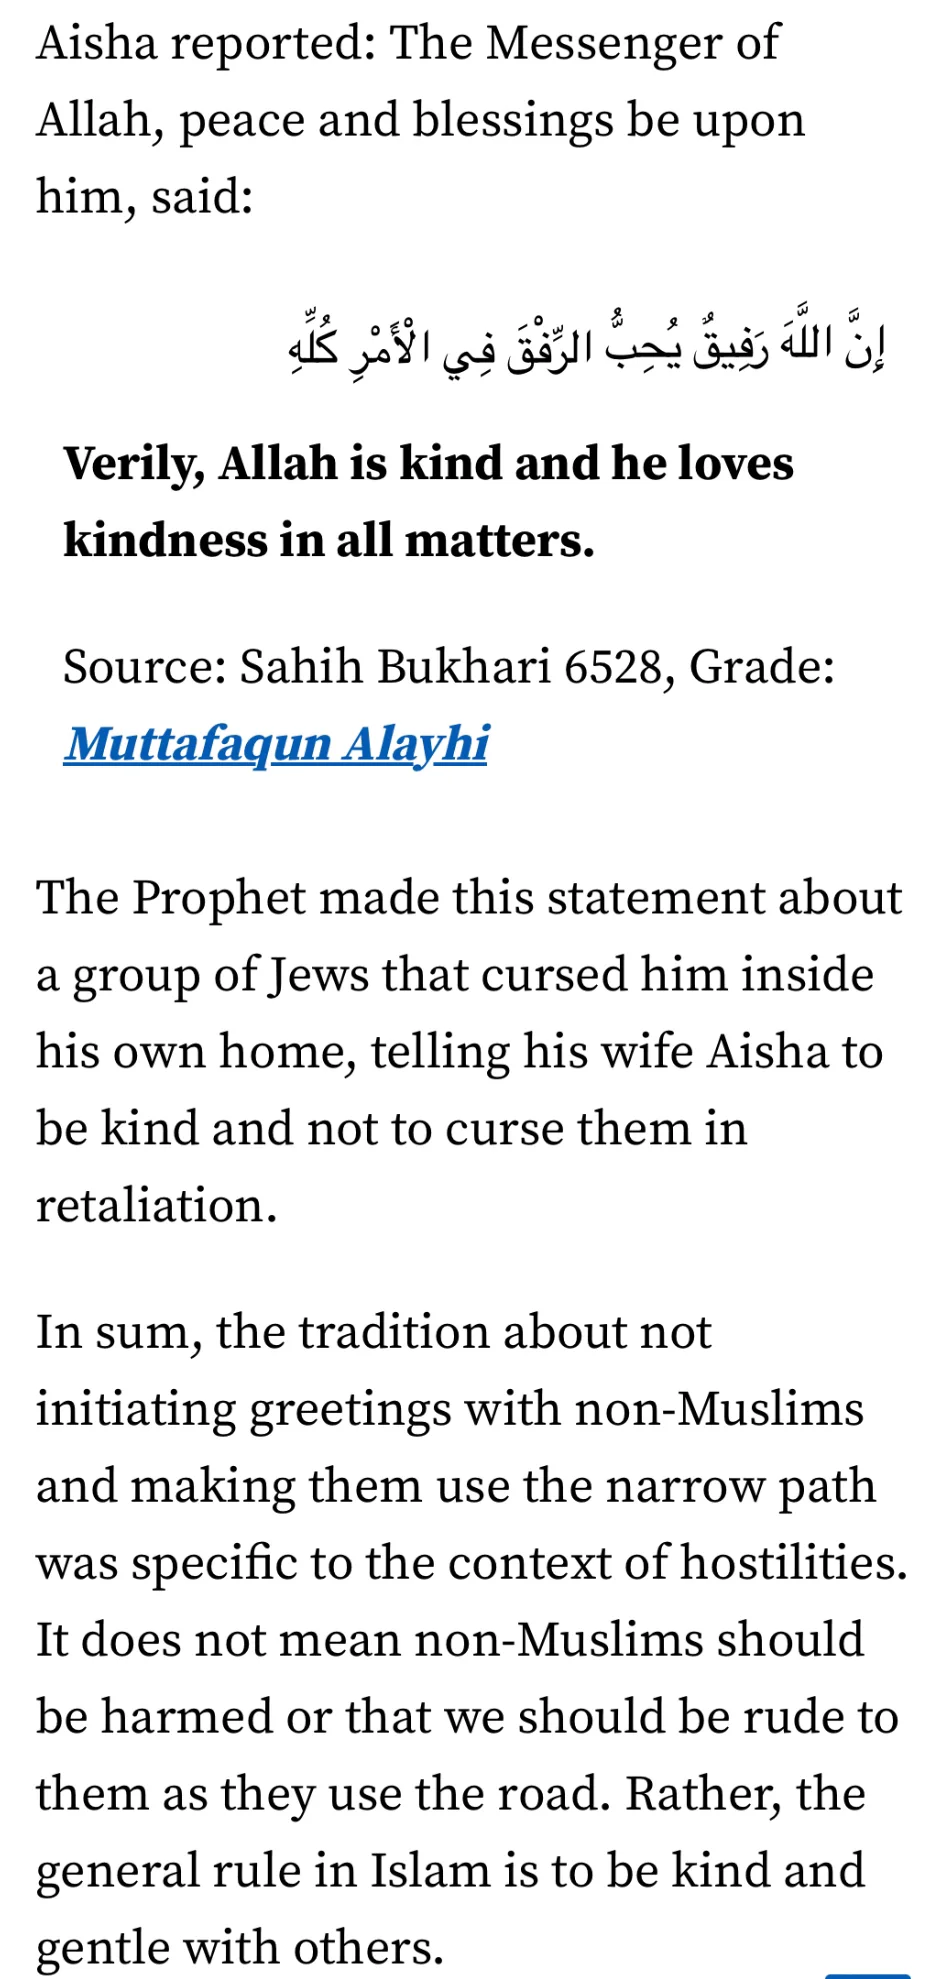 Aisha reported: The Messenger of
Allah, peace and blessings be upon
him, said:
إِنَّ اللَّهَ رَفِيقٌ يُحِبُّ الرِّفْقَ فِي الْأَمْرِ كُلِّهِ
Verily, Allah is kind and he loves
kindness in all matters.
Source: Sahih Bukhari 6528, Grade:
Muttafaqun Alayhi
The Prophet made this statement about
a group of Jews that cursed him inside
his own home, telling his wife Aisha to
be kind and not to curse them in
retaliation.
In sum, the tradition about not
initiating greetings with non-Muslims
and making them use the narrow path
was specific to the context of hostilities.
It does not mean non-Muslims should
be harmed or that we should be rude to
them as they use the road. Rather, the
general rule in Islam is to be kind and
gentle with others.